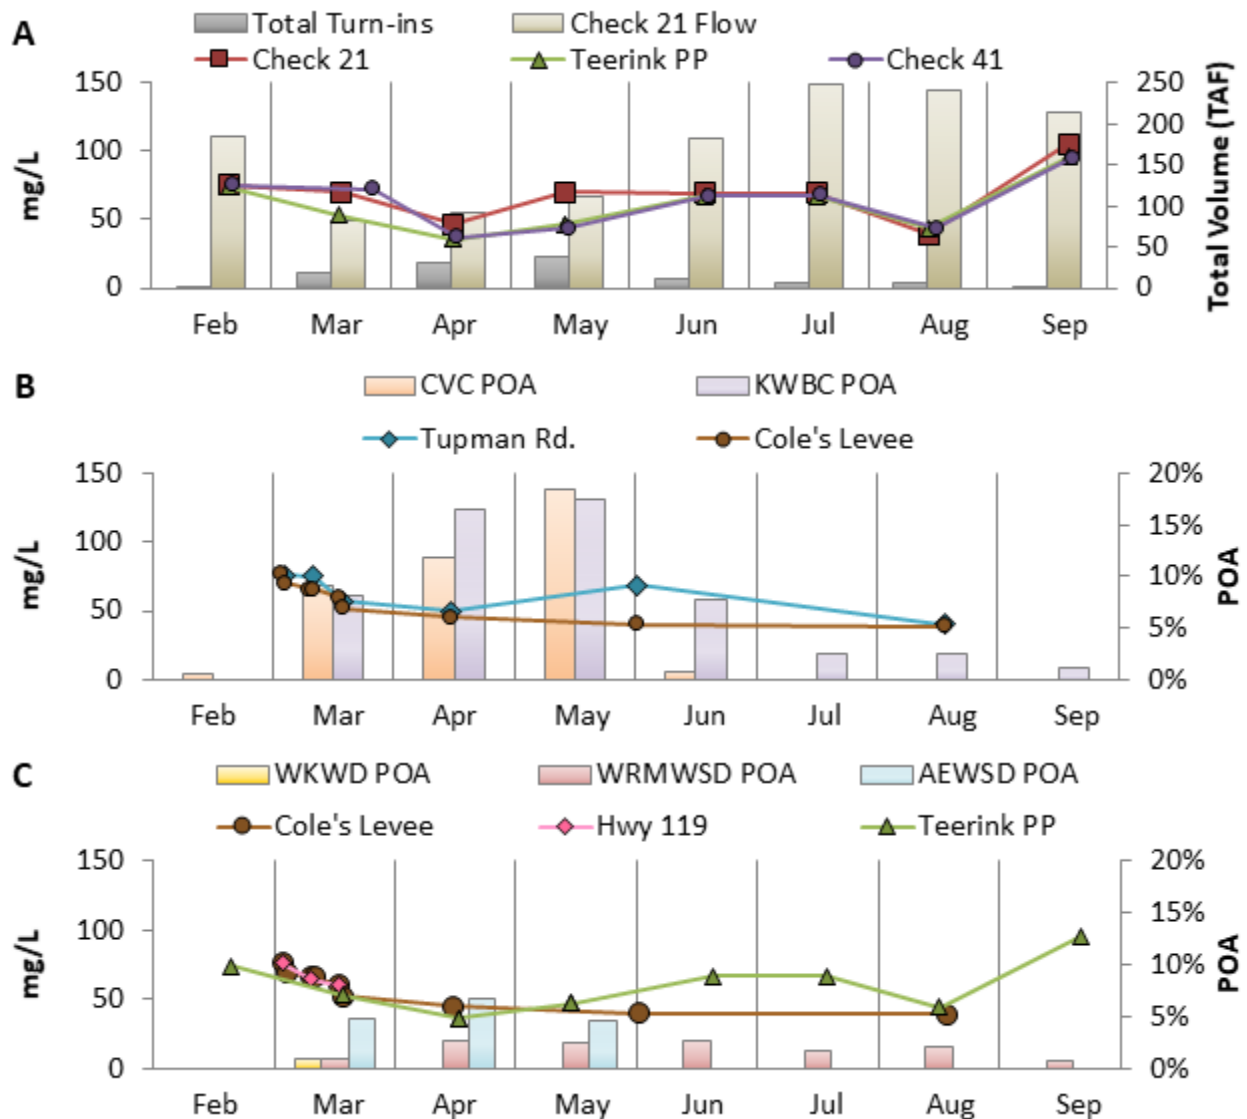 A
Total Turn-ins Check 21 Flow
Check 21 Teerink PP Check 41
150 250
200
100 150
50 100
50
0 0
mg/L
Total Volume (TAF)
Feb Mar Apr May Jun Jul Aug Sep
B
CVC POA KWBC POA
Tupman Rd. Cole's Levee
150 20%
15%
100
10%
50 5%
0 0%
mg/L
POA
Feb Mar Apr May Jun Jul Aug Sep
C
WKWD POA WRMWSD POA AEWSD POA
Cole's Levee Hwy 119 Teerink PP
150 20%
15%
100
10%
50 5%
0 0%
mg/L
POA
Feb Mar Apr May Jun Jul Aug Sep